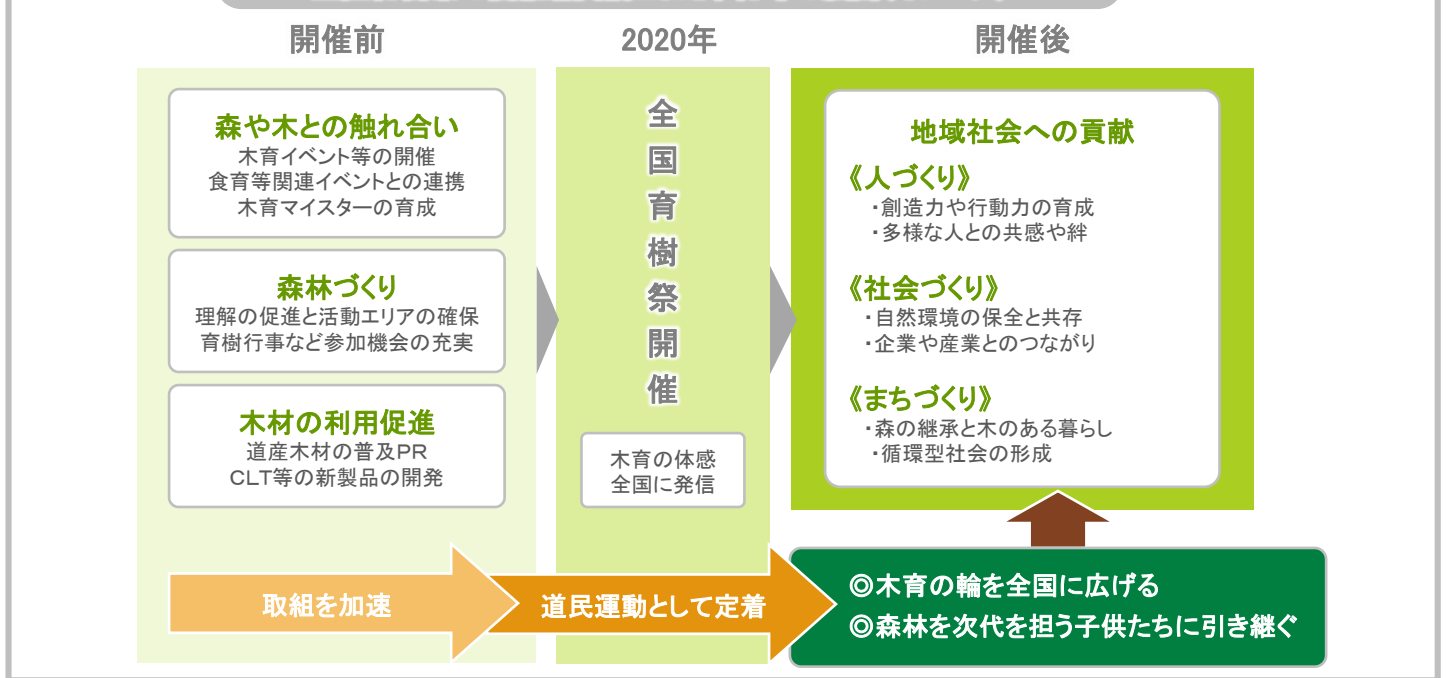 開催前
森や木との触れ合い
木育イベント等の開催
食育等関連イベントとの連携
木育マイスターの育成
森林づくり
理解の促進と活動エリアの確保
育樹行事など参加機会の充実
木材の利用促進
道産木材の普及PR
CLT等の新製品の開発
取組を加速
2020年
全国育樹祭開催
木育の体感
全国に発信
道民運動として定着
開催後
地域社会への貢献
《人づくり》
・創造力や行動力の育成
・多様な人との共感や絆
《社会づくり》
・自然環境の保全と共存
・企業や産業とのつながり
《まちづくり》
・森の継承と木のある暮らし
・循環型社会の形成
◎木育の輪を全国に広げる
◎森林を次代を担う子供たちに引き継ぐ